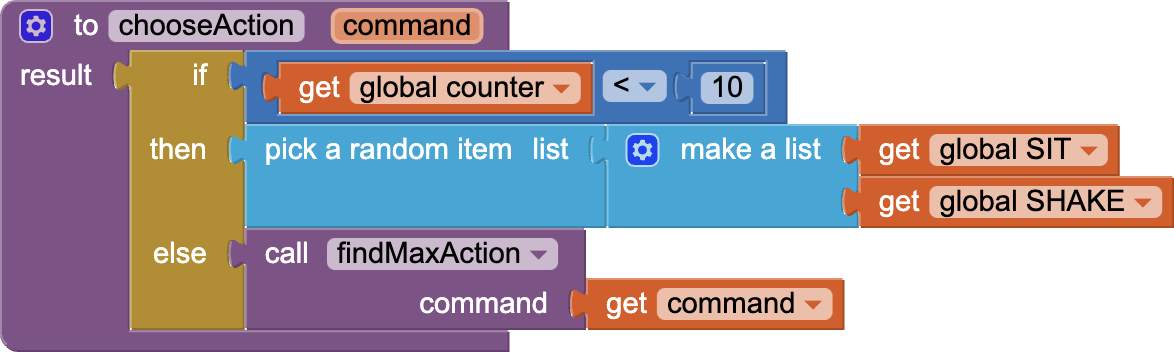 to chooseAction command
result if get global counter < 10
then pick a random item list make a list get global SIT
get global SHAKE
else call findMaxAction
command get command